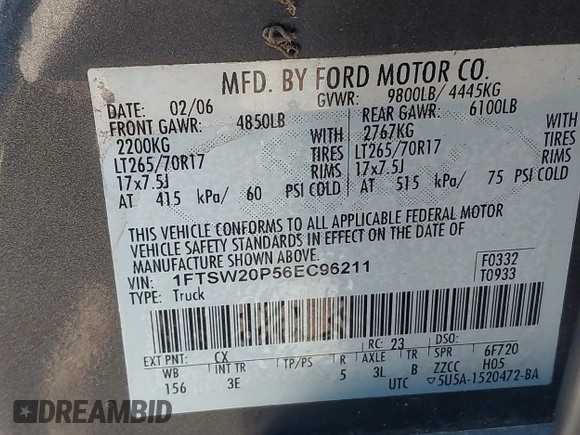 MFD. BY FORD MOTOR CO.
DATE: 02/06 GVWR: 9800LB/ 4445KG
FRONT GAWR: 4850LB REAR GAWR: 6100LB
2200KG WITH 2767KG WITH
LT265/70R17 TIRES LT265/70R17 TIRES
17x7.5J RIMS 17x7.5J RIMS
AT 415 kPa/ 60 PSI COLD AT 515 kPa/ 75 PSI COLD
THIS VEHICLE CONFORMS TO ALL APPLICABLE FEDERAL MOTOR
VEHICLE SAFETY STANDARDS IN EFFECT ON THE DATE OF
MANUFACTURE SHOWN ABOVE.
VIN: 1FTSW20P56EC96211 F0332
TYPE: Truck T0933
EXT PNT: CX RC: 23 DSO:
WB INT TR TP/PS R AXLE TR SPR 6F720
156 3E 5 3L B ZZCC H05
UTC ▽5U5A-1520472-BA
DREAMBID